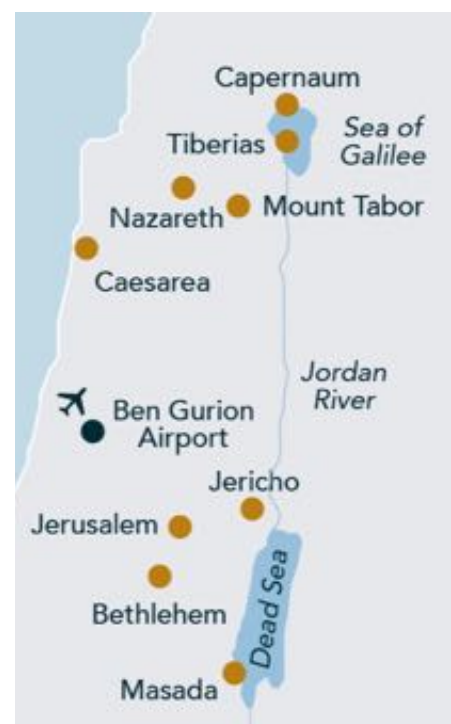 Capernaum
Sea of
Galilee
Tiberias
Nazareth
Mount Tabor
Caesarea
Jordan
River
Ben Gurion
Airport
Jericho
Jerusalem
Bethlehem
Dead Sea
Masada